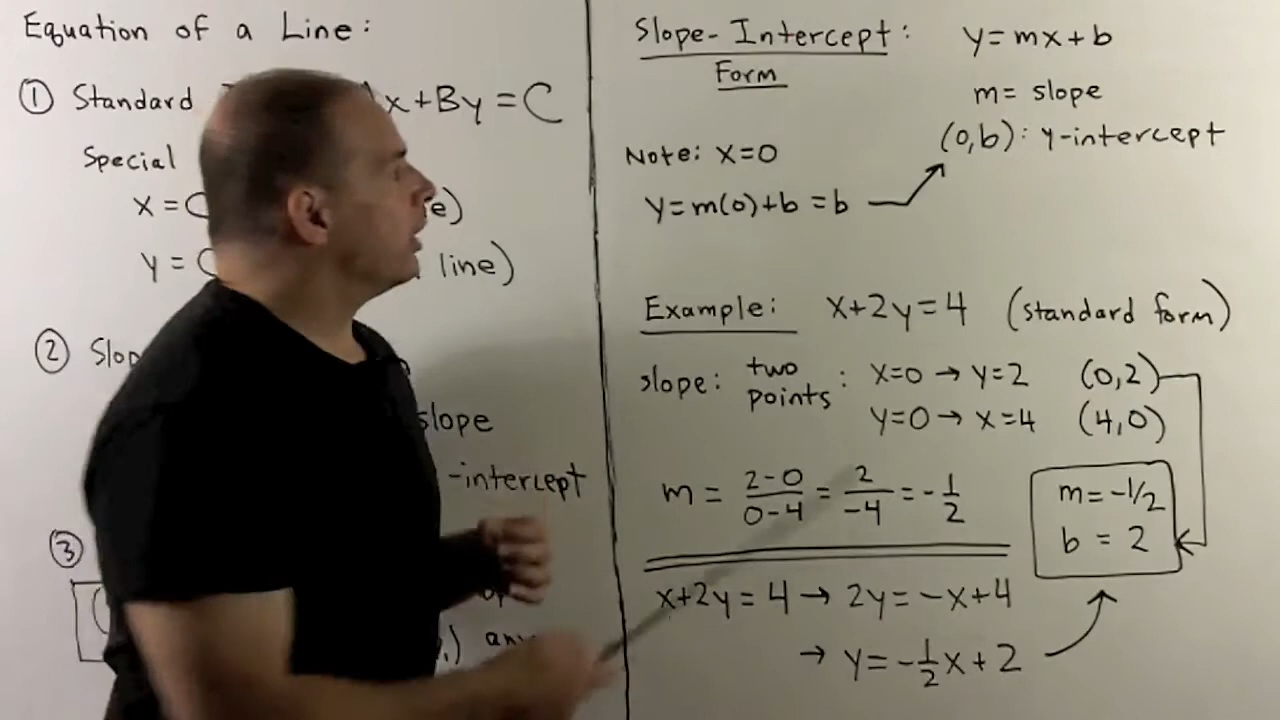 Equation of a Line:
① Standard x+By=C
Special
x=
e)
y=
line)
②
slope
-intercept
③
Slope-Intercept: y=mx+b
Form
m= slope
(0,b): y-intercept
Note: x=0
y=m(0)+b=b
Example: x+2y=4 (standard form)
slope: two points: x=0→y=2 (0,2)
y=0→x=4 (4,0)
m = 2-0/0-4 = 2/-4 = -1/2
m=-1/2
b = 2
x+2y=4→2y=-x+4
→ y=-1/2x+2